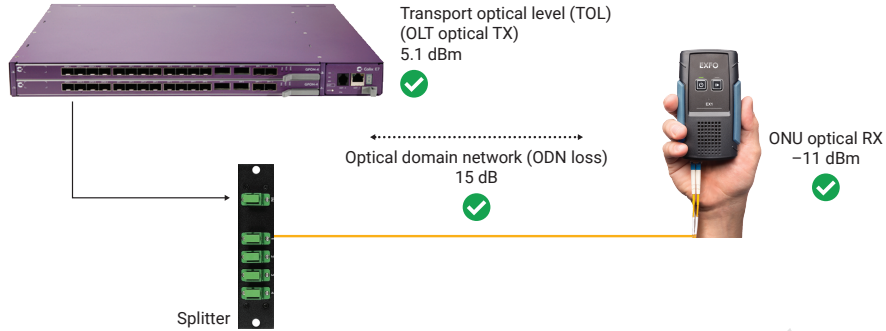 Transport optical level (TOL)
(OLT optical TX)
5.1 dBm
EXFO
EX1
ONU optical RX
–11 dBm
Optical domain network (ODN loss)
15 dB
Splitter